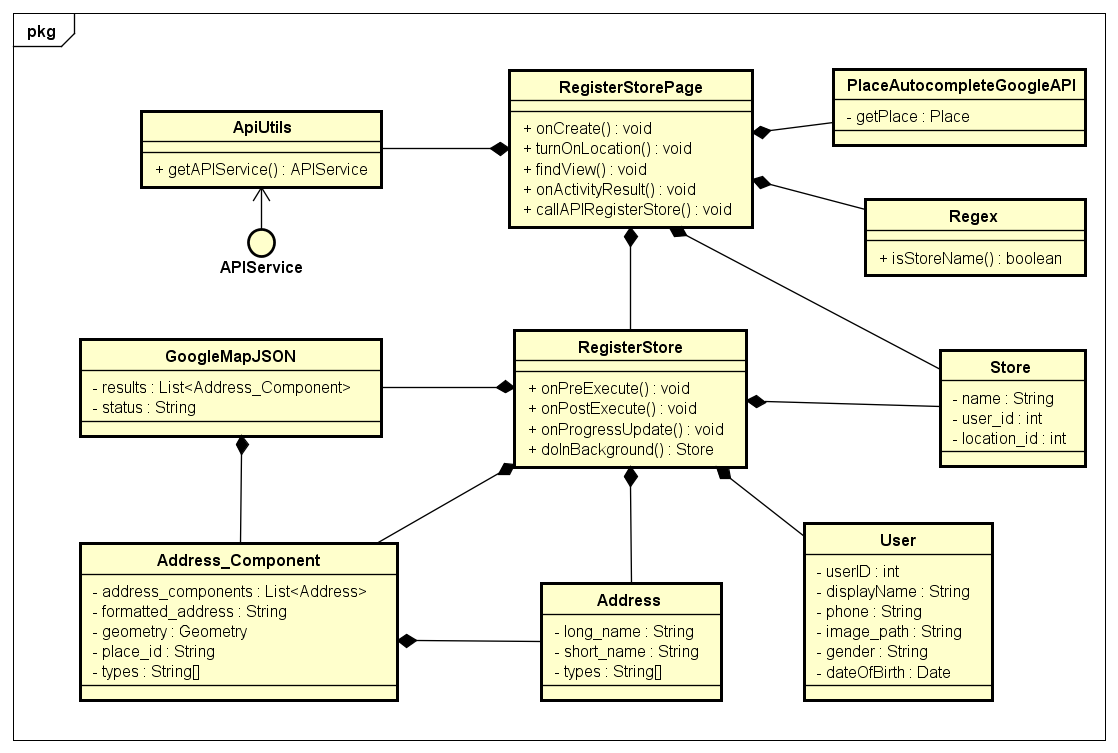 pkg
RegisterStorePage
+ onCreate() : void
+ turnOnLocation() : void
+ findView() : void
+ onActivityResult() : void
+ callAPIRegisterStore() : void
PlaceAutocompleteGoogleAPI
- getPlace : Place
ApiUtils
+ getAPIService() : APIService
APIService
Regex
+ isStoreName() : boolean
GoogleMapJSON
- results : List<Address_Component>
- status : String
RegisterStore
+ onPreExecute() : void
+ onPostExecute() : void
+ onProgressUpdate() : void
+ doInBackground() : Store
Store
- name : String
- user_id : int
- location_id : int
Address_Component
- address_components : List<Address>
- formatted_address : String
- geometry : Geometry
- place_id : String
- types : String[]
Address
- long_name : String
- short_name : String
- types : String[]
User
- userID : int
- displayName : String
- phone : String
- image_path : String
- gender : String
- dateOfBirth : Date